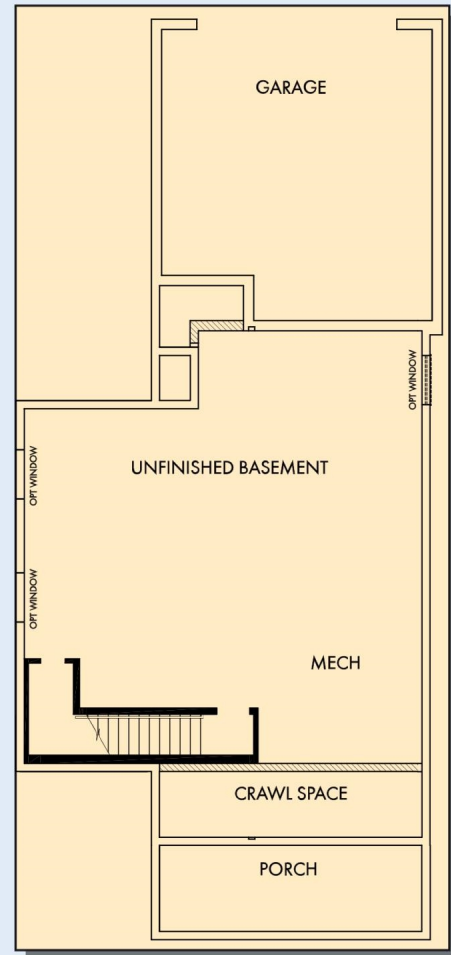 GARAGE
OPT WINDOW
UNFINISHED BASEMENT
OPT WINDOW
OPT WINDOW
MECH
CRAWL SPACE
PORCH